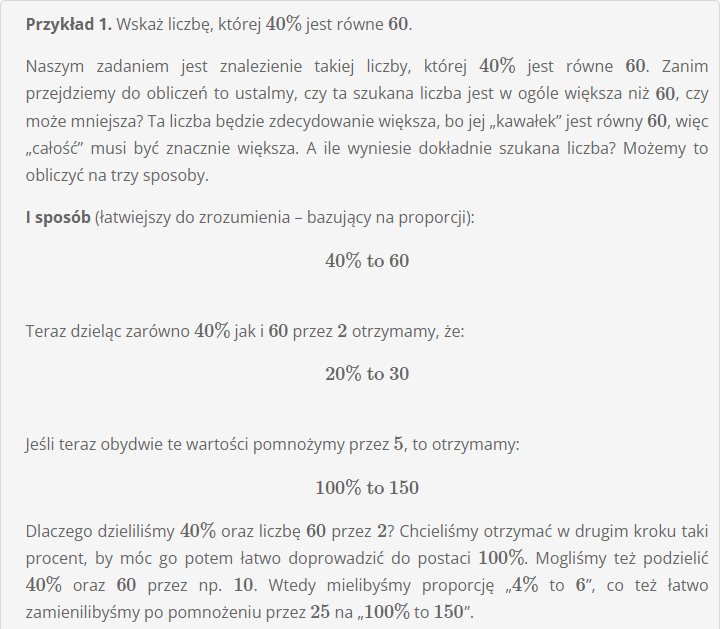 Przykład 1. Wskaż liczbę, której 40% jest równe 60.
Naszym zadaniem jest znalezienie takiej liczby, której 40% jest równe 60. Zanim
przejdziemy do obliczeń to ustalmy, czy ta szukana liczba jest w ogóle większa niż 60, czy
może mniejsza? Ta liczba będzie zdecydowanie większa, bo jej „kawałek” jest równy 60, więc
„całość” musi być znacznie większa. A ile wyniesie dokładnie szukana liczba? Możemy to
obliczyć na trzy sposoby.
I sposób (łatwiejszy do zrozumienia – bazujący na proporcji):
40% to 60
Teraz dzieląc zarówno 40% jak i 60 przez 2 otrzymamy, że:
20% to 30
Jeśli teraz obydwie te wartości pomnożymy przez 5, to otrzymamy:
100% to 150
Dlaczego dzieliliśmy 40% oraz liczbę 60 przez 2? Chcieliśmy otrzymać w drugim kroku taki
procent, by móc go potem łatwo doprowadzić do postaci 100%. Mogliśmy też podzielić
40% oraz 60 przez np. 10. Wtedy mielibyśmy proporcję „4% to 6”, co też łatwo
zamienilibyśmy po pomnożeniu przez 25 na „100% to 150”.